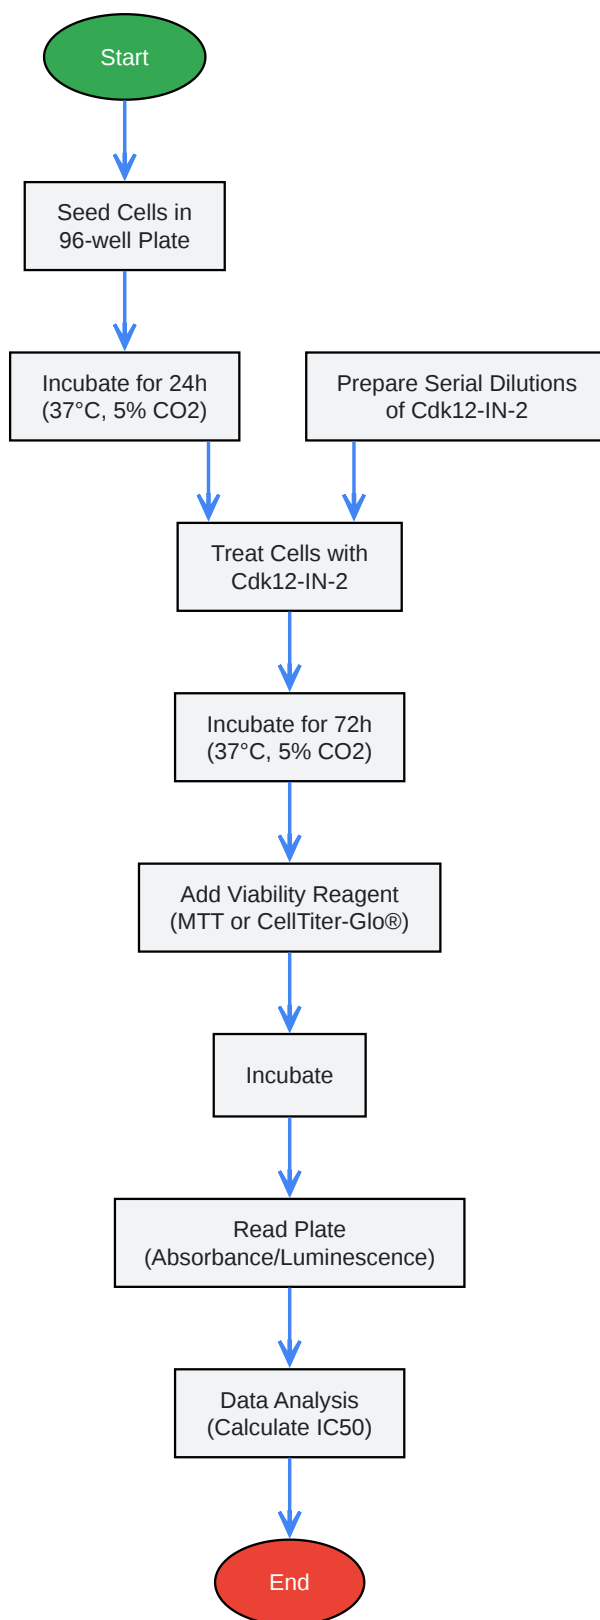 Start
Seed Cells in
96-well Plate
Incubate for 24h
(37°C, 5% CO2)
Prepare Serial Dilutions
of Cdk12-IN-2
Treat Cells with
Cdk12-IN-2
Incubate for 72h
(37°C, 5% CO2)
Add Viability Reagent
(MTT or CellTiter-Glo®)
Incubate
Read Plate
(Absorbance/Luminescence)
Data Analysis
(Calculate IC50)
End